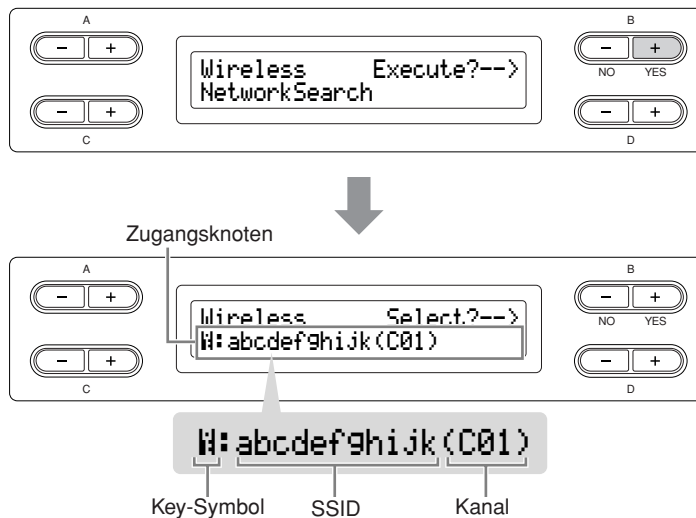 A
B
- +
- +
NO YES
Wireless Execute?-->
NetworkSearch
- +
- +
C
D
Zugangsknoten
A
B
- +
- +
NO YES
Wireless Select?-->
:abcdefghijk(C01)
- +
- +
C
D
:abcdefghijk(C01)
Key-Symbol SSID Kanal